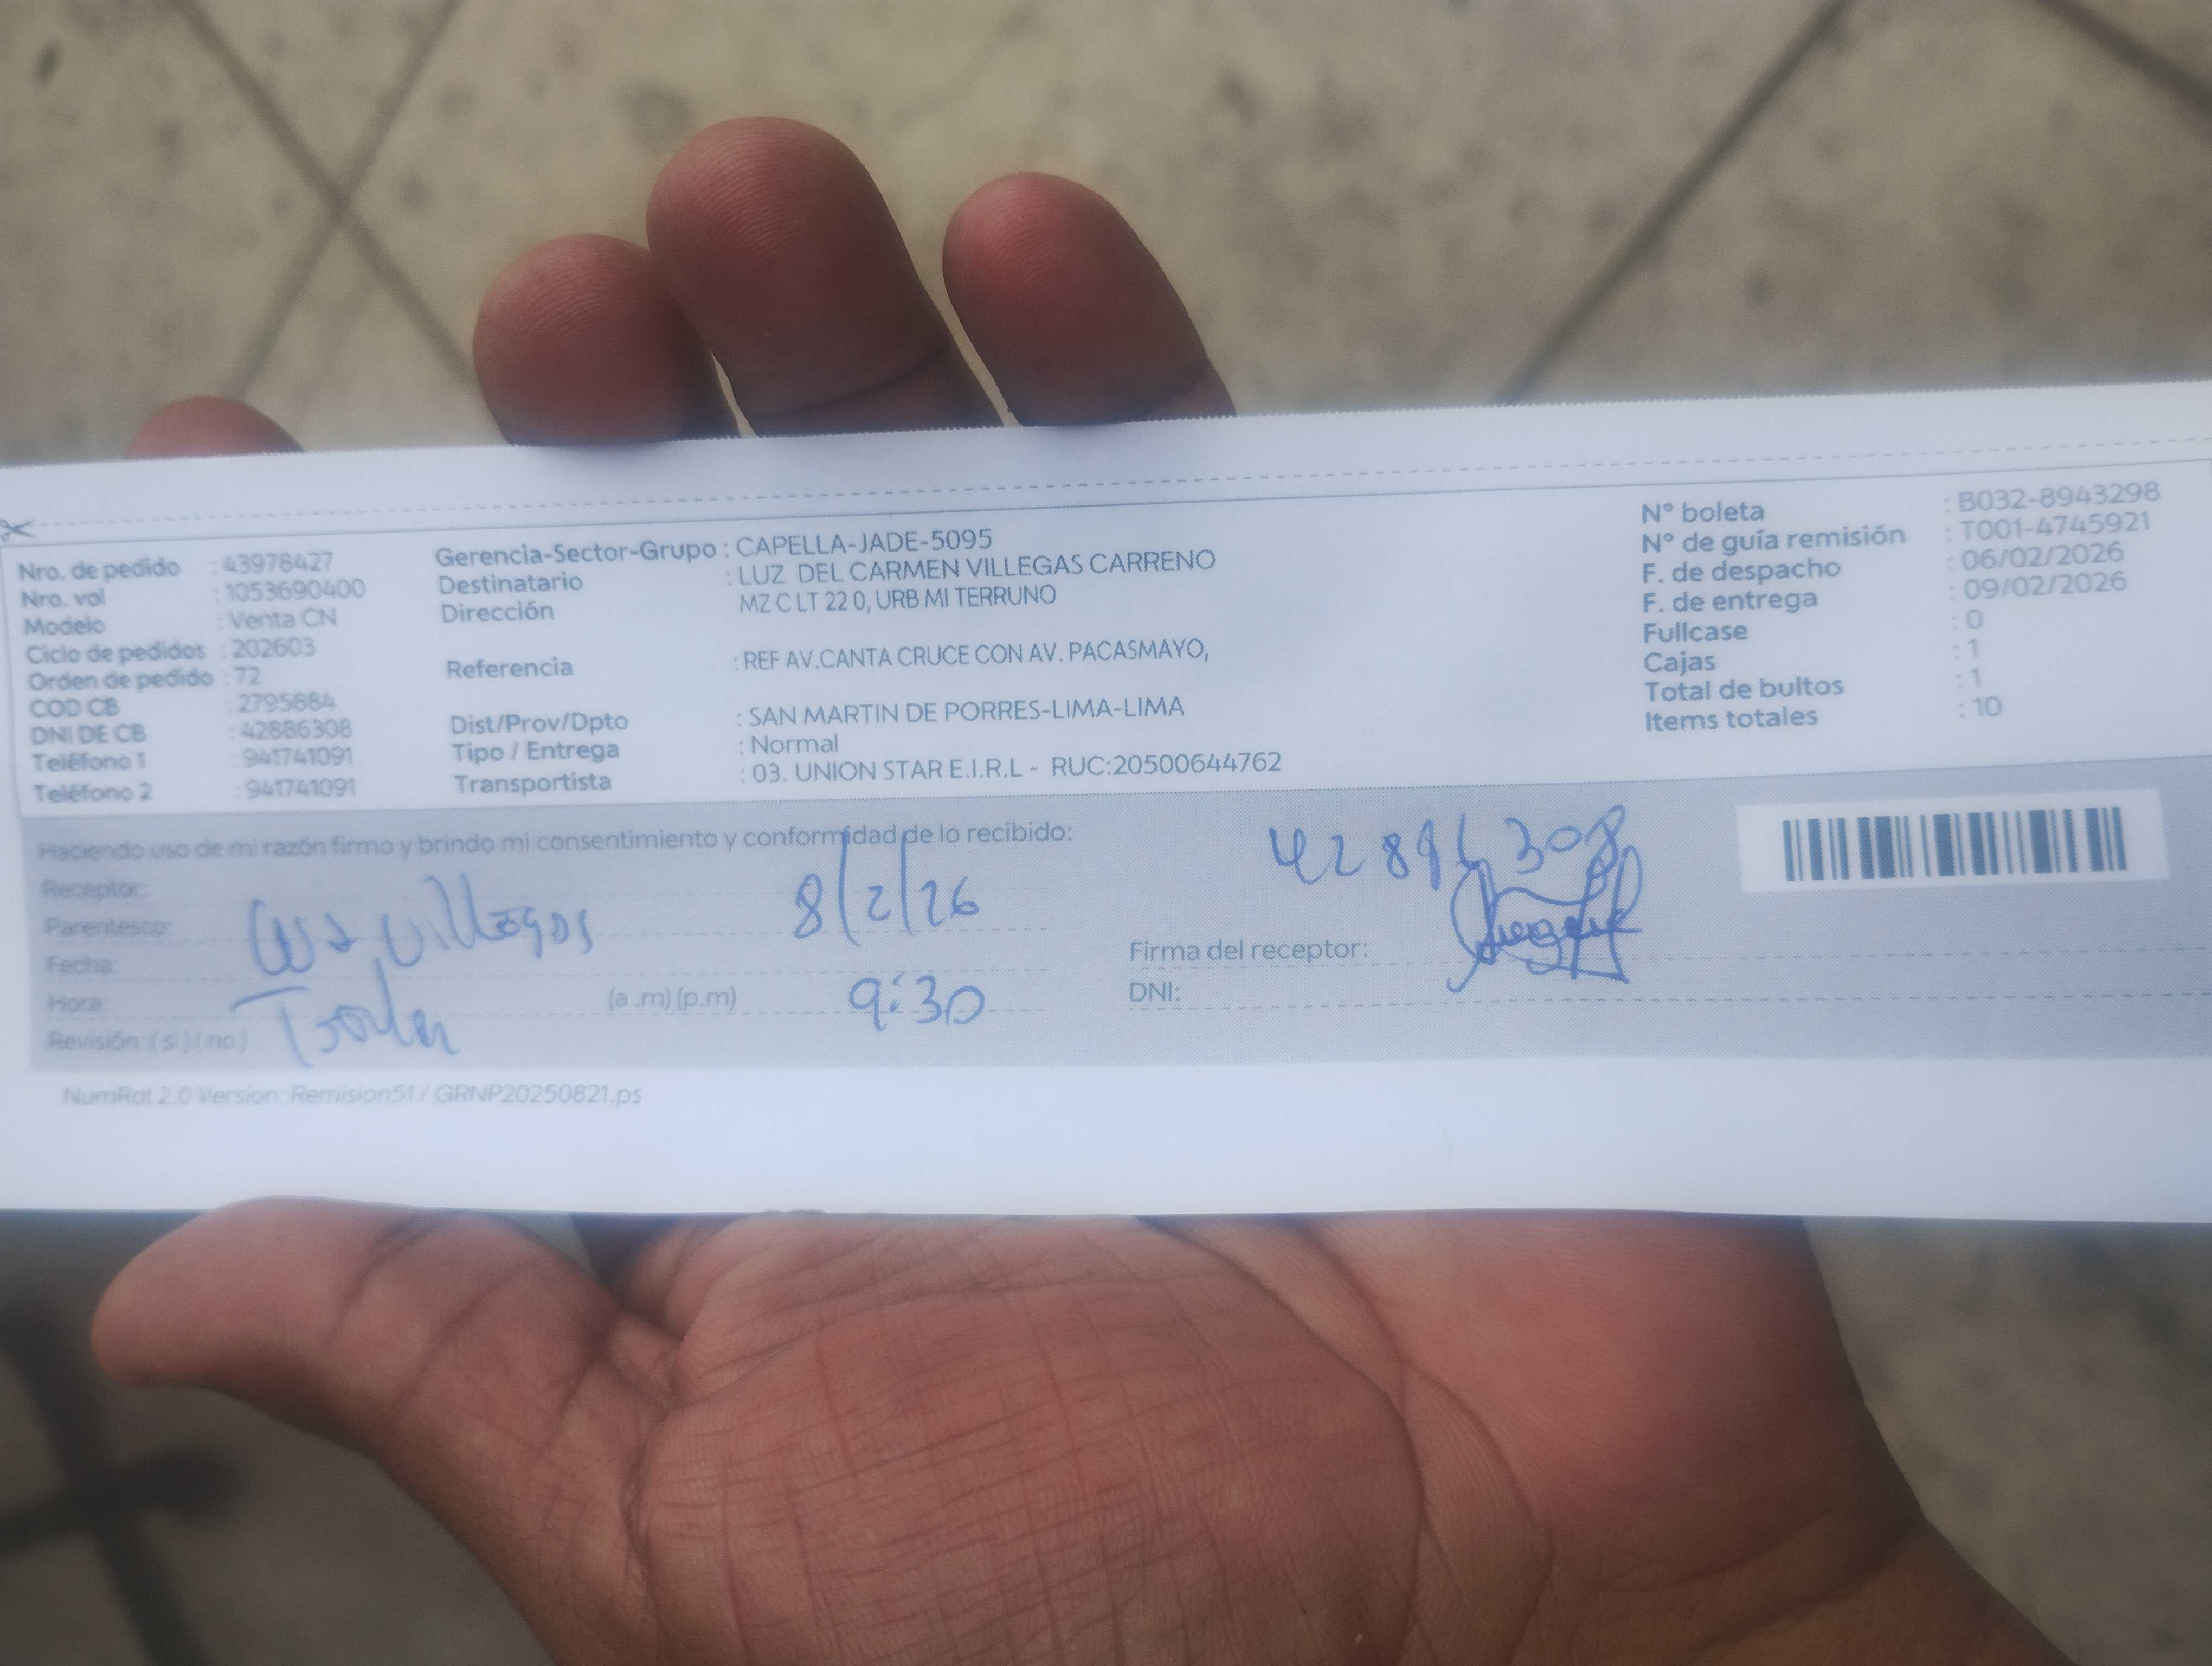 Nro. de pedido : 43978427
Nro. vol : 1053690400
Modelo : Venta CN
Ciclo de pedidos : 202603
Orden de pedido : 72
COD CB : 2795884
DNI DE CB : 42886308
Teléfono 1 : 941741091
Teléfono 2 : 941741091
Gerencia-Sector-Grupo : CAPELLA-JADE-5095
Destinatario : LUZ DEL CARMEN VILLEGAS CARRENO
Dirección MZ C LT 22 0, URB MI TERRUNO
Referencia : REF AV.CANTA CRUCE CON AV. PACASMAYO,
Dist/Prov/Dpto : SAN MARTIN DE PORRES-LIMA-LIMA
Tipo / Entrega : Normal
Transportista : 03. UNION STAR E.I.R.L - RUC:20500644762
N° boleta : B032-8943298
N° de guía remisión : T001-4745921
F. de despacho : 06/02/2026
F. de entrega : 09/02/2026
Fullcase : 0
Cajas : 1
Total de bultos : 1
Items totales : 10
Haciendo uso de mi razón firmo y brindo mi consentimiento y conformidad de lo recibido:
Receptor:
Parentesco: Villegas 8/2/26
Fecha:
Hora: (a .m) (p.m) 9:30
Revisión: ( si ) ( no )
Firma del receptor:
DNI:
NumRat 2.0 Version: Remision51 / GRNP20250821.ps